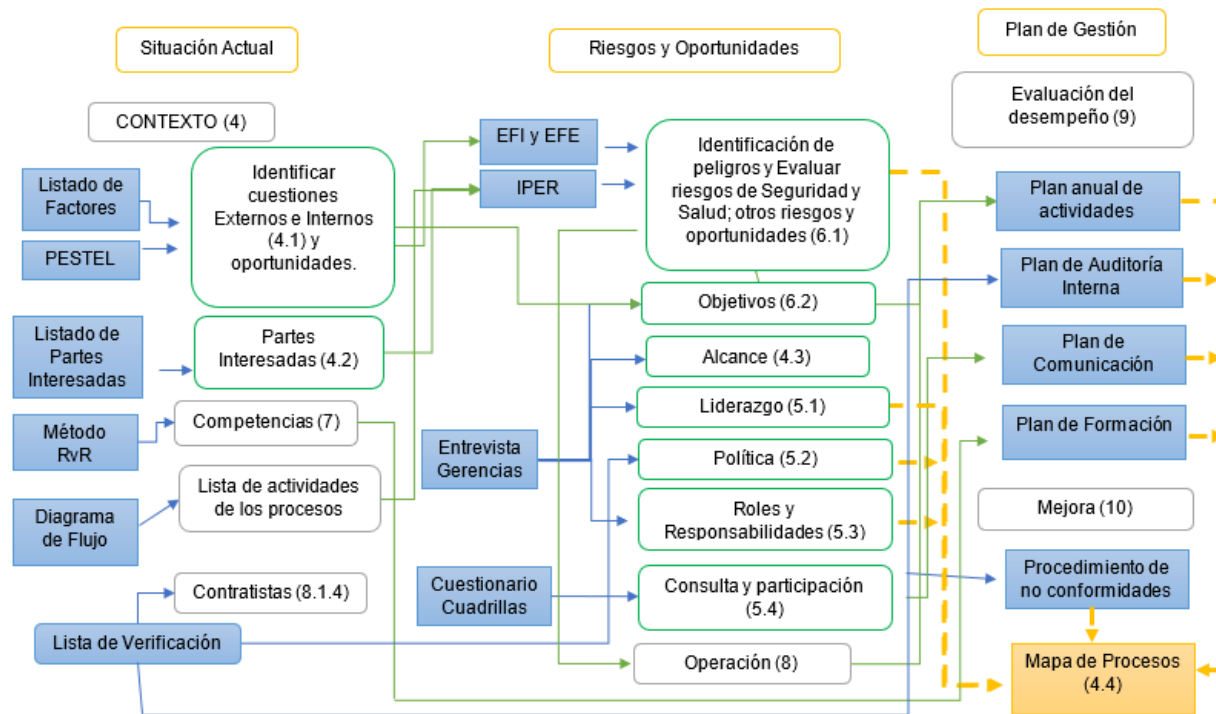 Situación Actual
Riesgos y Oportunidades
Plan de Gestión
CONTEXTO (4)
Listado de
Factores
PESTEL
Identificar
cuestiones
Externos e Internos
(4.1) y
oportunidades.
Listado de
Partes
Interesadas
Partes
Interesadas (4.2)
Método
RvR
Competencias (7)
Diagrama
de Flujo
Lista de actividades
de los procesos
Contratistas (8.1.4)
Lista de Verificación
EFI y EFE
IPER
Identificación de
peligros y Evaluar
riesgos de Seguridad y
Salud; otros riesgos y
oportunidades (6.1)
Objetivos (6.2)
Alcance (4.3)
Liderazgo (5.1)
Entrevista
Gerencias
Política (5.2)
Roles y
Responsabilidades (5.3)
Cuestionario
Cuadrillas
Consulta y participación
(5.4)
Operación (8)
Evaluación del
desempeño (9)
Plan anual de
actividades
Plan de Auditoría
Interna
Plan de
Comunicación
Plan de Formación
Mejora (10)
Procedimiento de
no conformidades
Mapa de Procesos
(4.4)